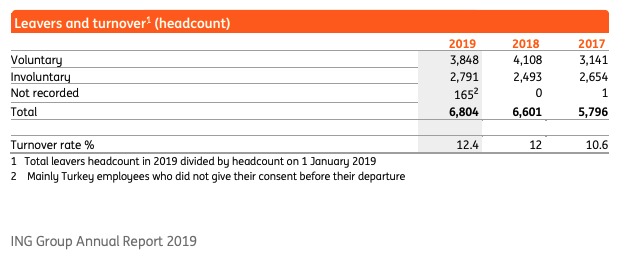 Leavers and turnover¹ (headcount)
2019 2018 2017
Voluntary 3,848 4,108 3,141
Involuntary 2,791 2,493 2,654
Not recorded 165² 0 1
Total 6,804 6,601 5,796
Turnover rate % 12.4 12 10.6
1 Total leavers headcount in 2019 divided by headcount on 1 January 2019
2 Mainly Turkey employees who did not give their consent before their departure
ING Group Annual Report 2019